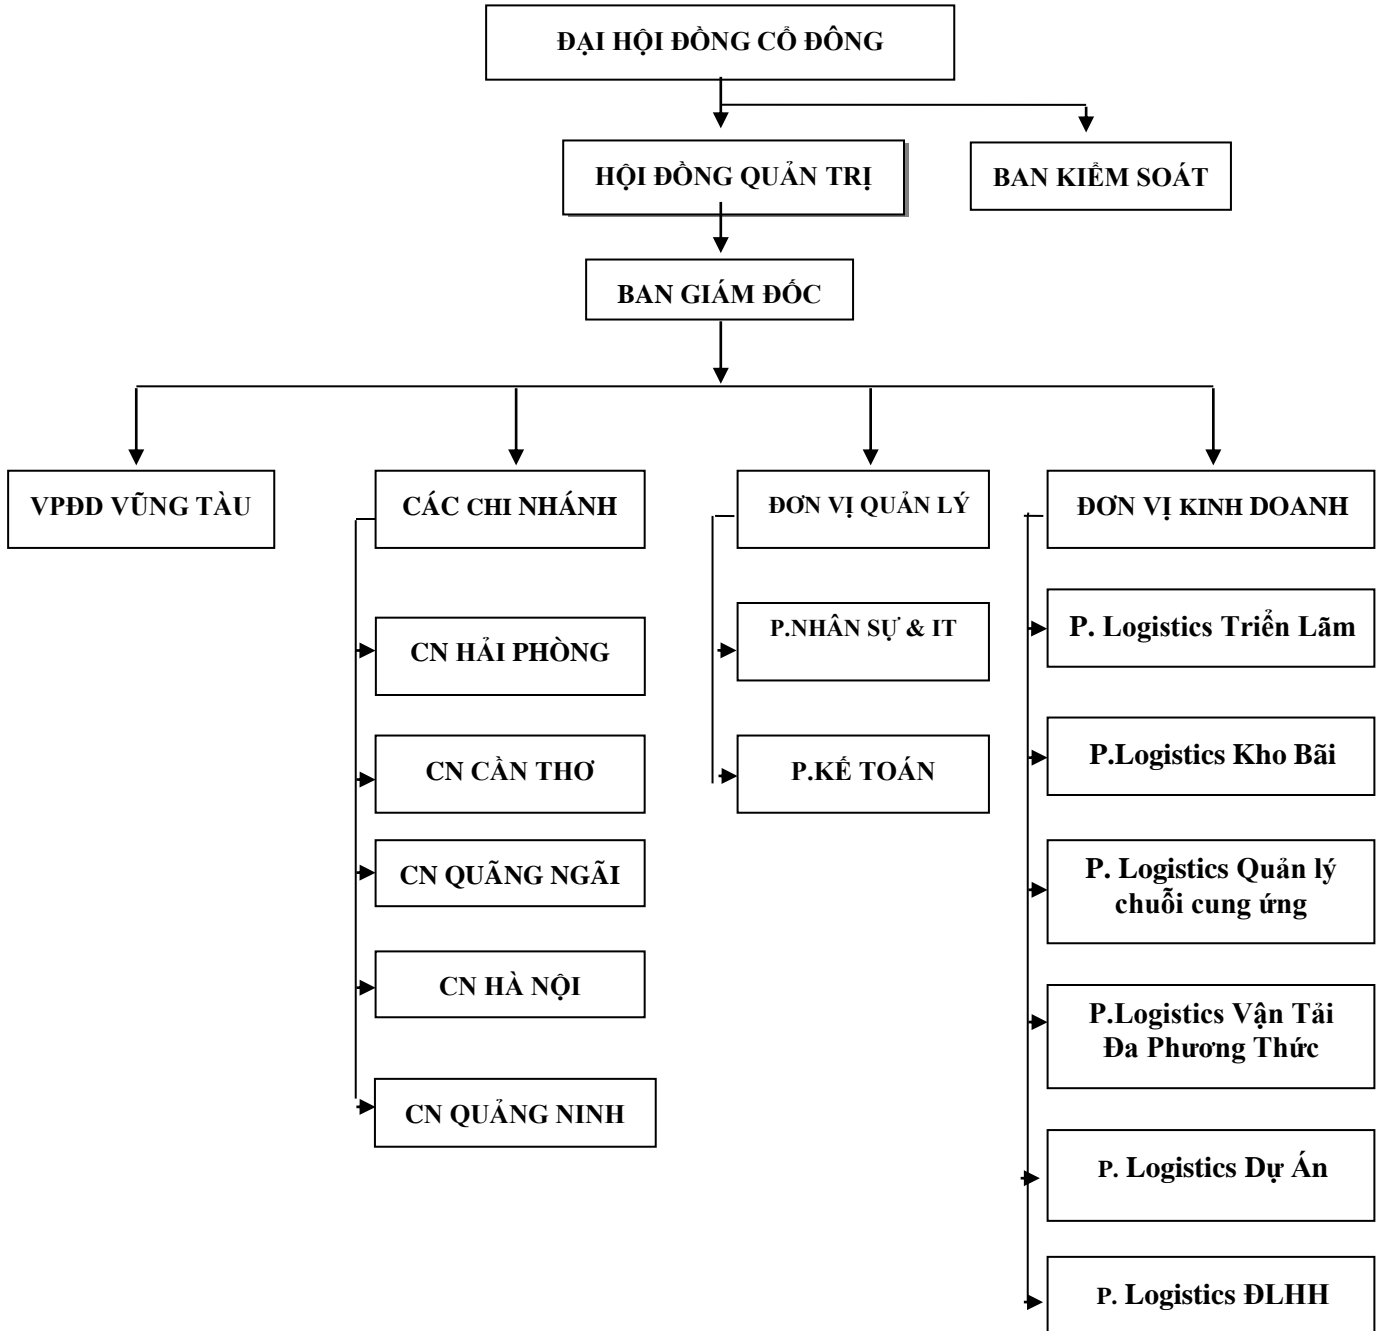 ĐẠI HỘI ĐỒNG CỔ ĐÔNG
HỘI ĐỒNG QUẢN TRỊ
BAN KIỂM SOÁT
BAN GIÁM ĐỐC
VPĐD VŨNG TÀU
CÁC CHI NHÁNH
ĐƠN VỊ QUẢN LÝ
ĐƠN VỊ KINH DOANH
CN HẢI PHÒNG
CN CẦN THƠ
CN QUÃNG NGÃI
CN HÀ NỘI
CN QUẢNG NINH
P.NHÂN SỰ & IT
P.KẾ TOÁN
P. Logistics Triển Lãm
P.Logistics Kho Bãi
P. Logistics Quản lý
chuỗi cung ứng
P.Logistics Vận Tải
Đa Phương Thức
P. Logistics Dự Án
P. Logistics ĐLHH